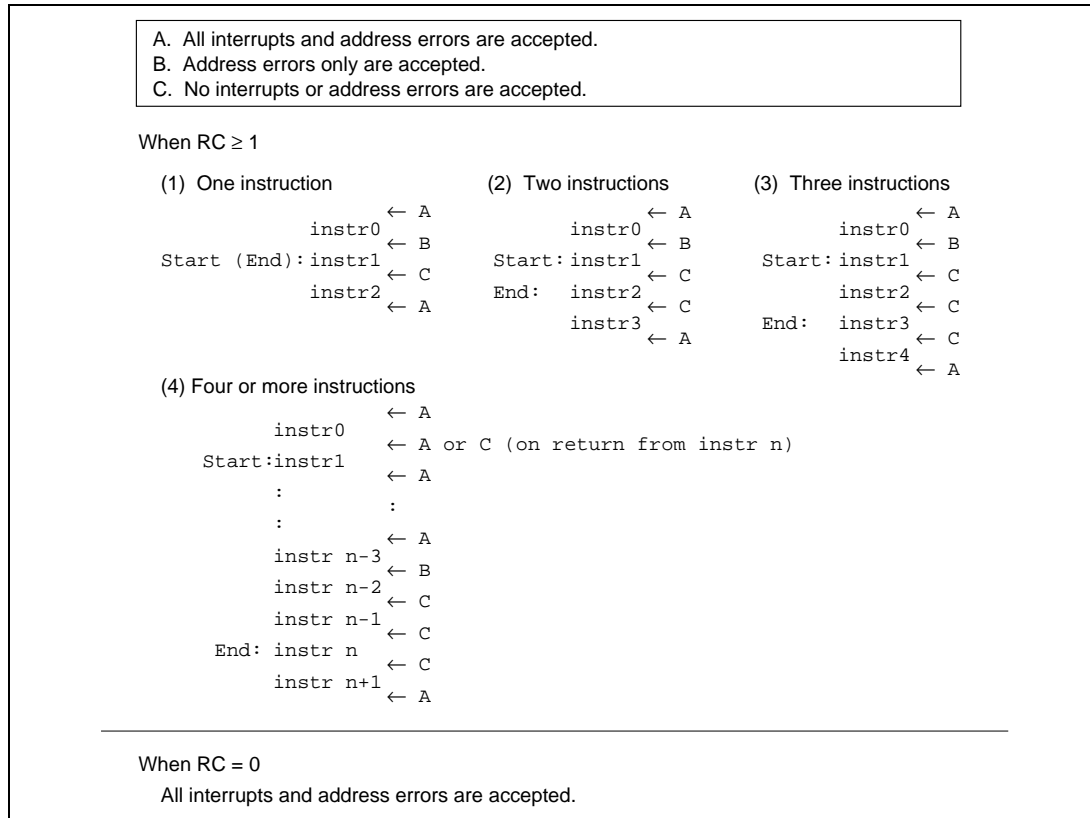 A. All interrupts and address errors are accepted.
B. Address errors only are accepted.
C. No interrupts or address errors are accepted.
When RC ≥ 1
(1) One instruction
← A
instr0
← B
Start (End): instr1
← C
instr2
← A
(2) Two instructions
← A
instr0
← B
Start: instr1
← C
End: instr2
← C
instr3
← A
(3) Three instructions
← A
instr0
← B
Start: instr1
← C
instr2
← C
End: instr3
← C
instr4
← A
(4) Four or more instructions
← A
instr0
← A or C (on return from instr n)
Start:instr1
← A
:
:
:
← A
instr n-3
← B
instr n-2
← C
instr n-1
← C
End: instr n
← C
instr n+1
← A
When RC = 0
All interrupts and address errors are accepted.